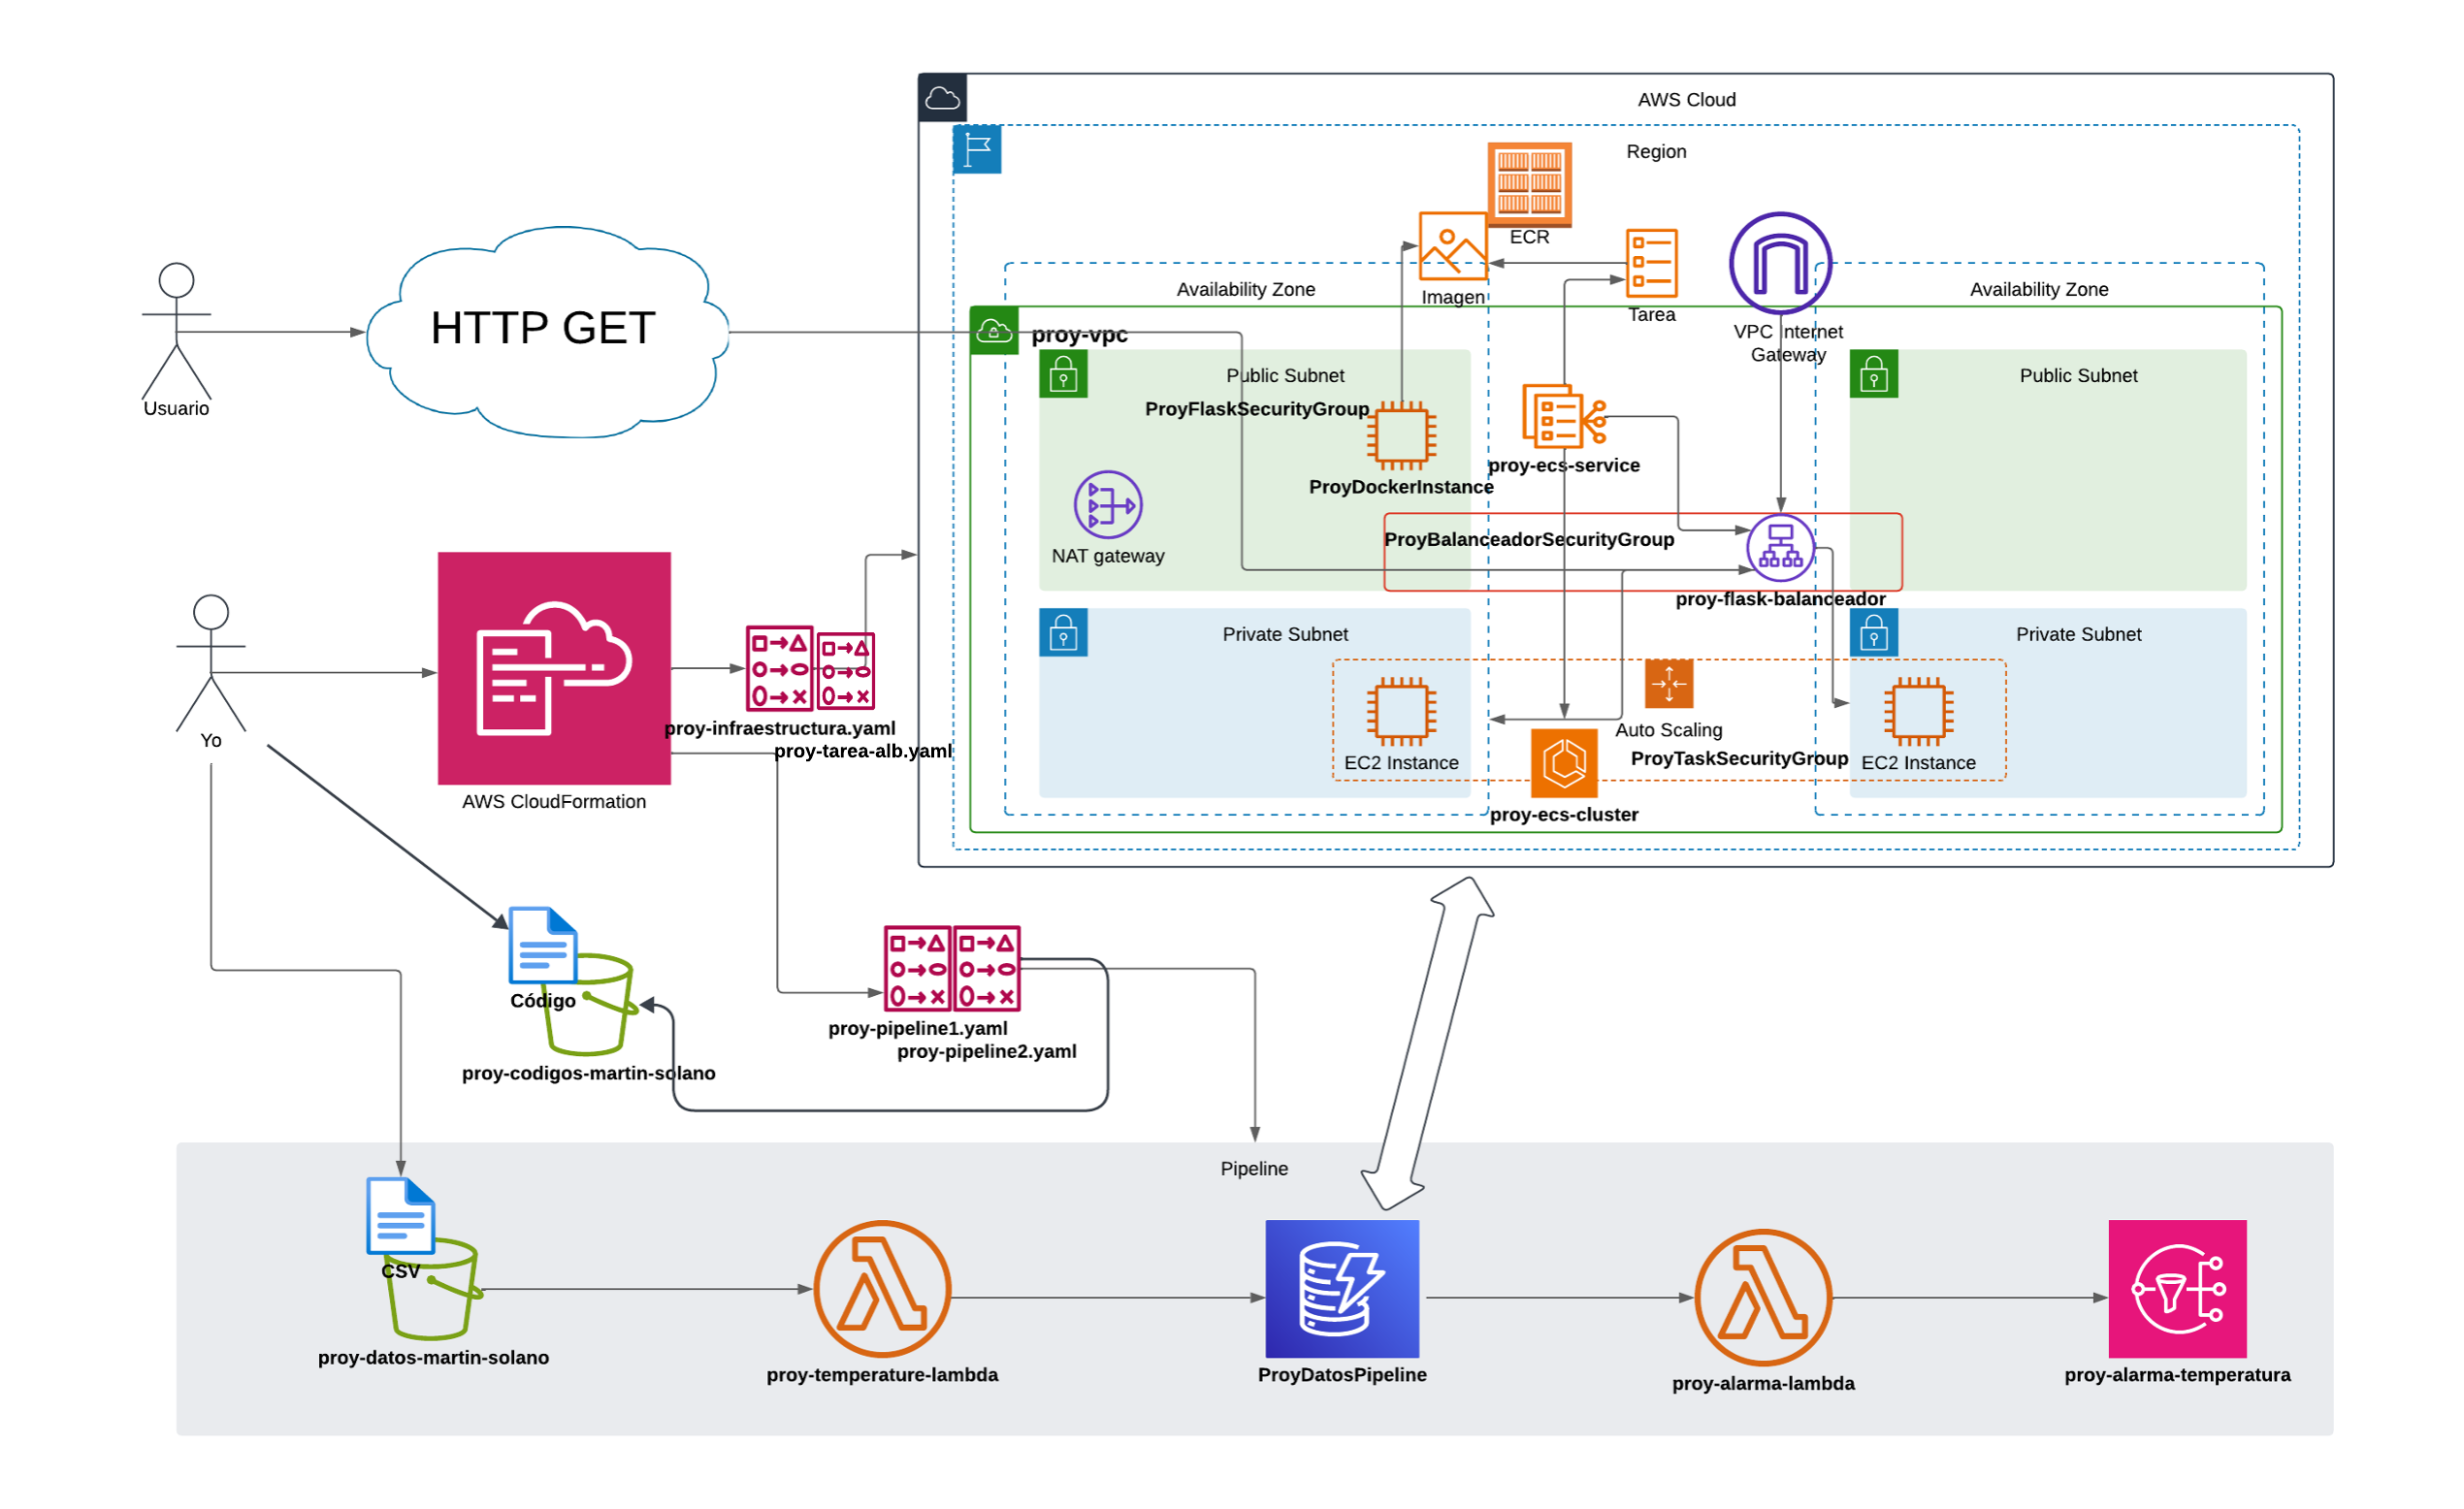 AWS Cloud
Region
ECR
Imagen
Tarea
Availability Zone
Availability Zone
VPC Internet
Gateway
proy-vpc
HTTP GET
Usuario
Public Subnet
Public Subnet
ProyFlaskSecurityGroup
ProyDockerInstance
proy-ecs-service
NAT gateway
ProyBalanceadorSecurityGroup
proy-flask-balanceador
Private Subnet
Private Subnet
Auto Scaling
ProyTaskSecurityGroup
EC2 Instance
EC2 Instance
proy-ecs-cluster
Yo
AWS CloudFormation
proy-infraestructura.yaml
proy-tarea-alb.yaml
Código
proy-codigos-martin-solano
proy-pipeline1.yaml
proy-pipeline2.yaml
Pipeline
CSV
proy-datos-martin-solano
proy-temperature-lambda
ProyDatosPipeline
proy-alarma-lambda
proy-alarma-temperatura